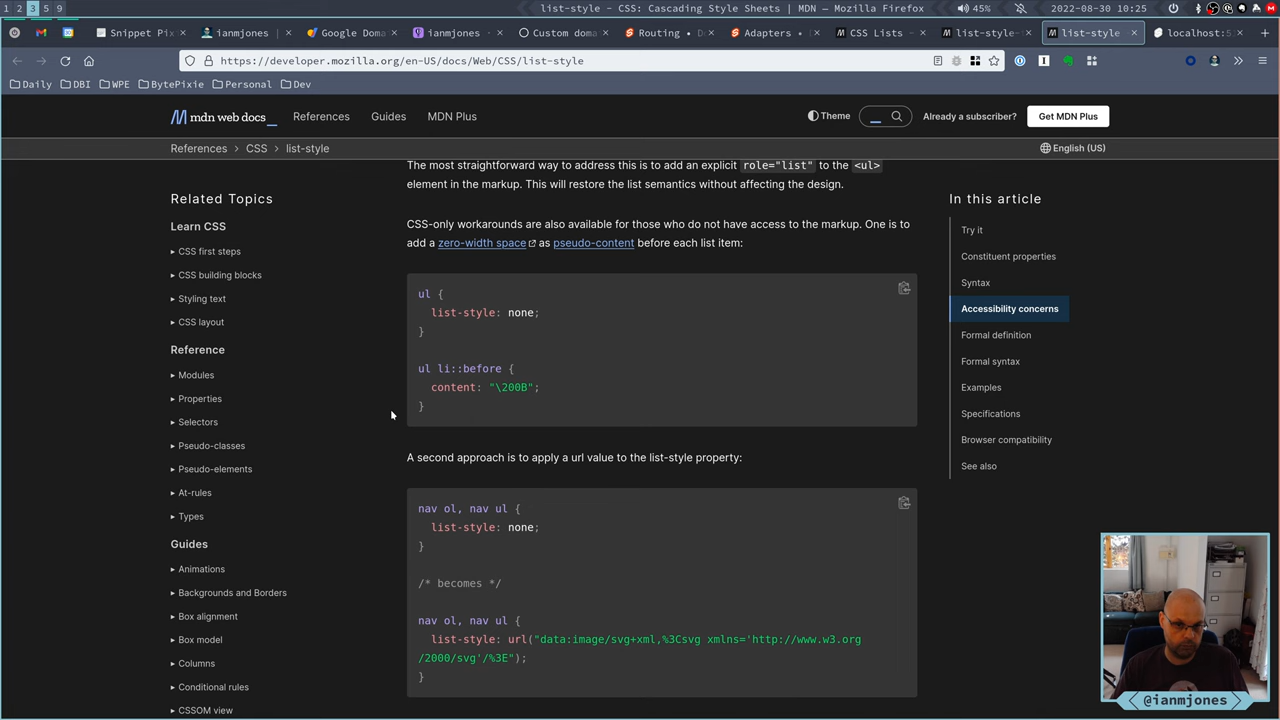 1 2 3 5 9
list-style - CSS: Cascading Style Sheets | MDN — Mozilla Firefox
45%
2022-08-30 10:25
Snippet Pix
ianmjones
Google Doma
ianmjones
Custom doma
Routing • Do
Adapters •
CSS Lists -
list-style-
list-style
localhost:5
https://developer.mozilla.org/en-US/docs/Web/CSS/list-style
Daily
DBI
WPE
BytePixie
Personal
Dev
mdn web docs
References
Guides
MDN Plus
Theme
Already a subscriber?
Get MDN Plus
References > CSS > list-style
English (US)
Related Topics
Learn CSS
CSS first steps
CSS building blocks
Styling text
CSS layout
Reference
Modules
Properties
Selectors
Pseudo-classes
Pseudo-elements
At-rules
Types
Guides
Animations
Backgrounds and Borders
Box alignment
Box model
Columns
Conditional rules
CSSOM view
The most straightforward way to address this is to add an explicit role="list" to the <ul>
element in the markup. This will restore the list semantics without affecting the design.
CSS-only workarounds are also available for those who do not have access to the markup. One is to
add a zero-width space as pseudo-content before each list item:
ul {
list-style: none;
}
ul li::before {
content: "\200B";
}
A second approach is to apply a url value to the list-style property:
nav ol, nav ul {
list-style: none;
}
/* becomes */
nav ol, nav ul {
list-style: url("data:image/svg+xml,%3Csvg xmlns='http://www.w3.org
/2000/svg'/%3E");
}
In this article
Try it
Constituent properties
Syntax
Accessibility concerns
Formal definition
Formal syntax
Examples
Specifications
Browser compatibility
See also
@ianmjones